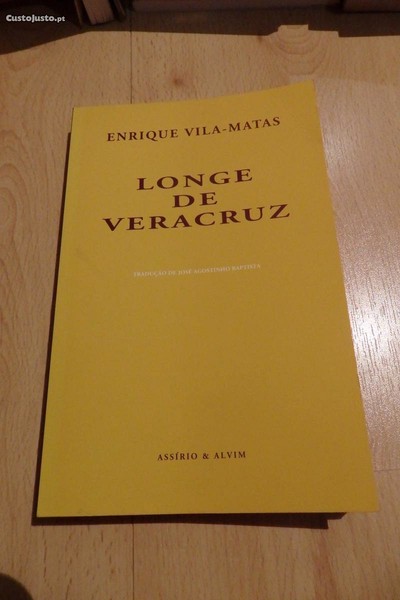 CustoJusto.pt
ENRIQUE VILA-MATAS
LONGE
DE
VERACRUZ
TRADUÇÃO DE JOSÉ AGOSTINHO BAPTISTA
ASSÍRIO & ALVIM